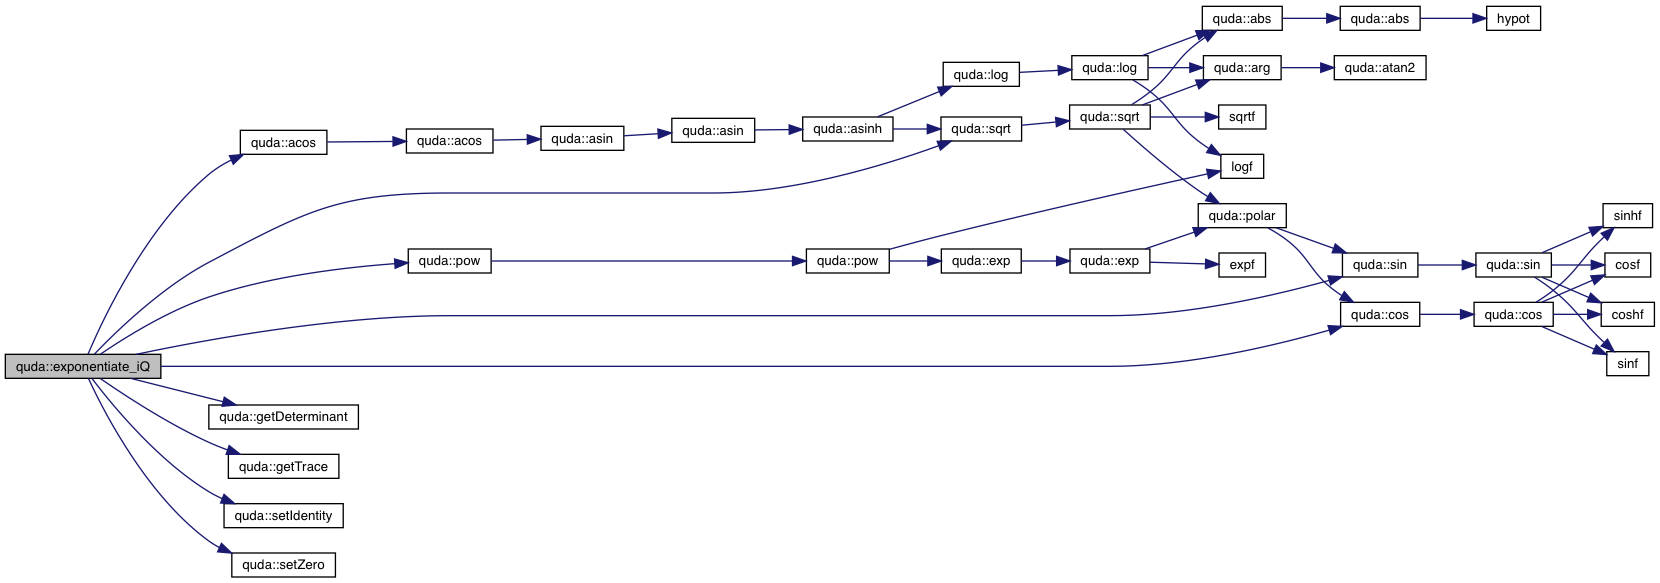 quda::abs
quda::abs
hypot
quda::log
quda::log
quda::arg
quda::atan2
quda::acos
quda::acos
quda::asin
quda::asin
quda::asinh
quda::sqrt
quda::sqrt
sqrtf
logf
quda::pow
quda::pow
quda::exp
quda::exp
quda::polar
expf
quda::sin
quda::sin
sinhf
cosf
quda::cos
quda::cos
coshf
sinf
quda::exponentiate_iQ
quda::getDeterminant
quda::getTrace
quda::setIdentity
quda::setZero